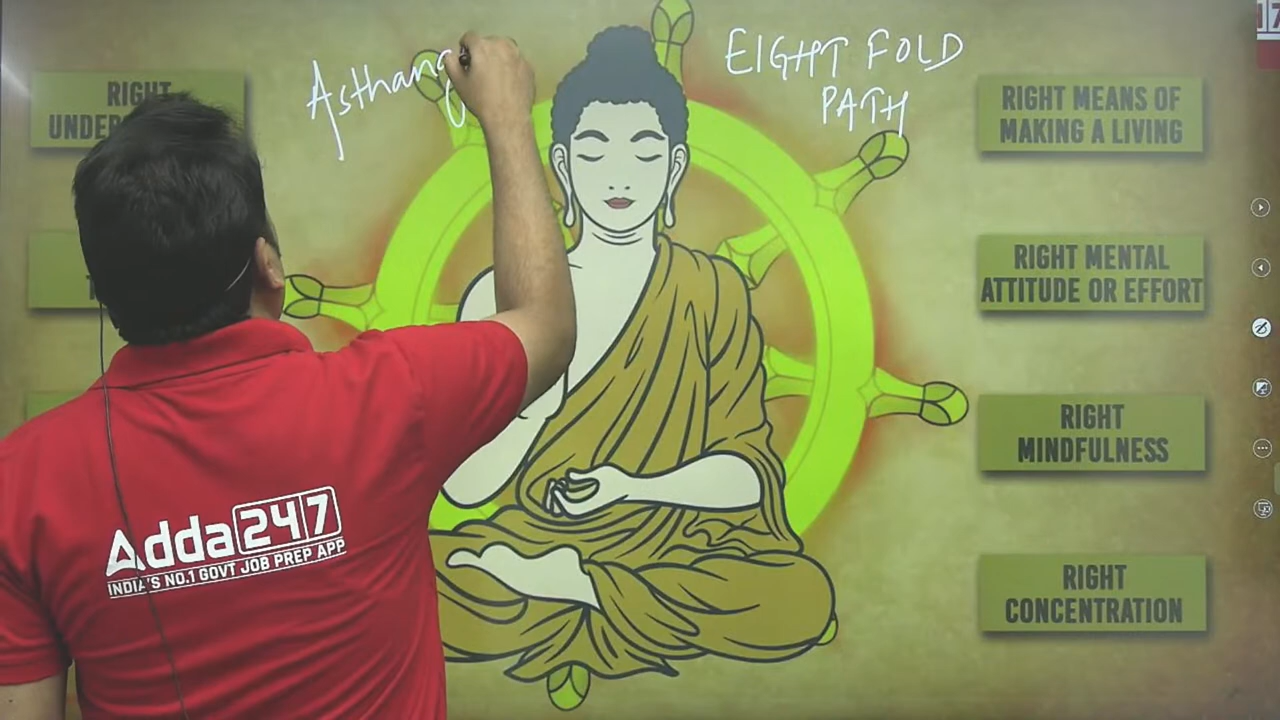 RIGHT
Asthang
EIGHT FOLD
PATH
RIGHT MEANS OF
MAKING A LIVING
RIGHT MENTAL
ATTITUDE OR EFFORT
RIGHT
MINDFULNESS
RIGHT
CONCENTRATION
Adda247
INDIA'S NO.1 GOVT JOB PREP APP
17